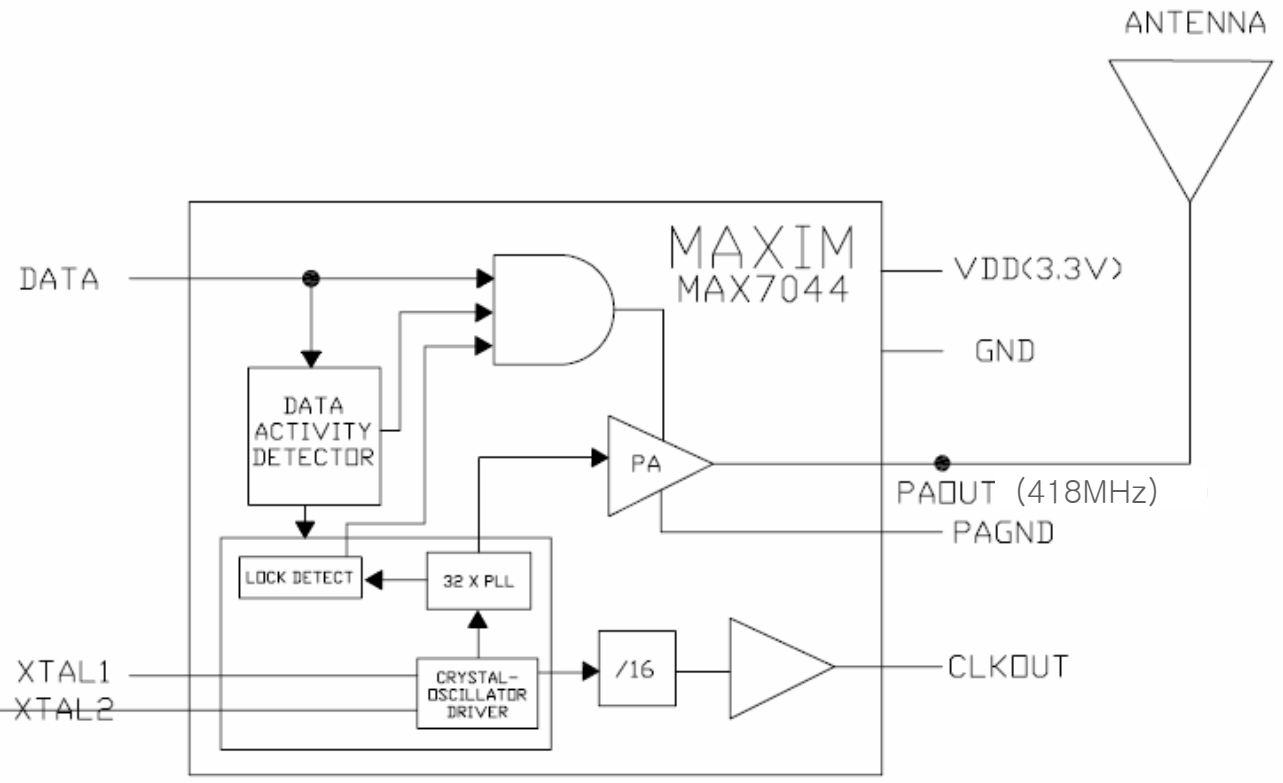 ANTENNA
MAXIM
MAX7044
DATA
VDD(3.3V)
GND
DATA
ACTIVITY
DETECTOR
PA
PAOUT (418MHz)
PAGND
LOCK DETECT
32 X PLL
XTAL1
XTAL2
CRYSTAL-
OSCILLATOR
DRIVER
/16
CLKOUT